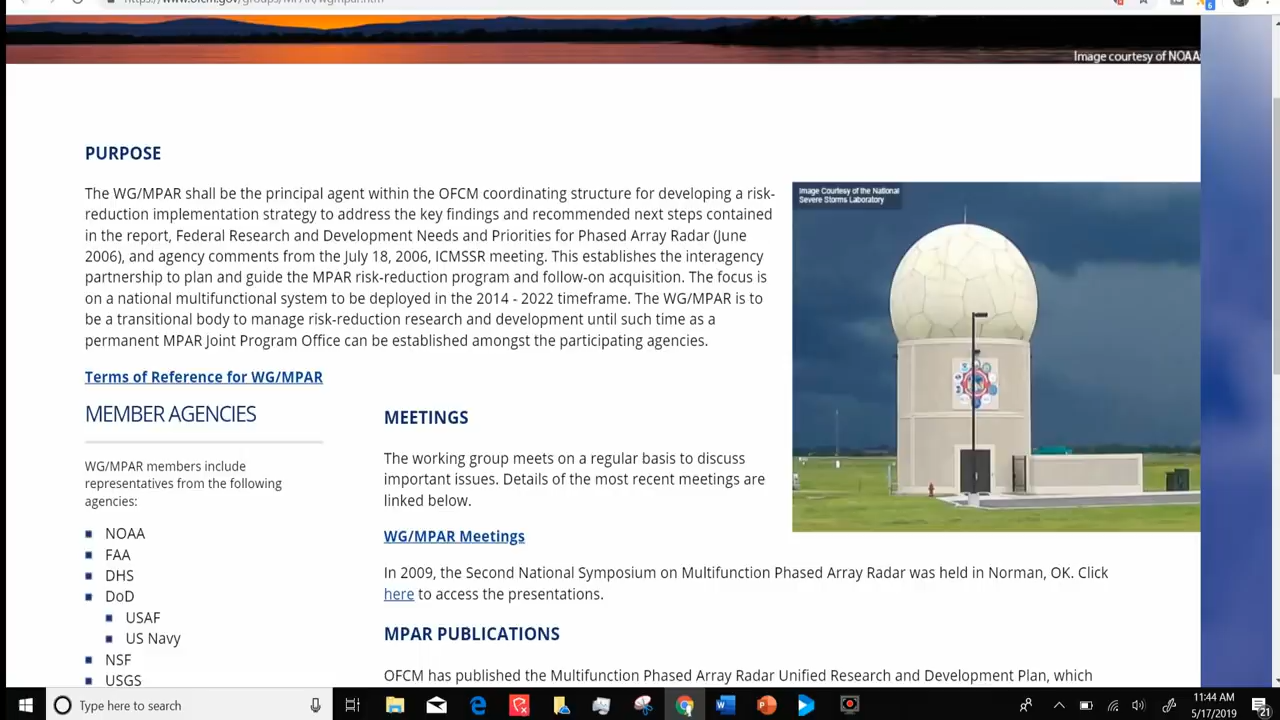 https://www.ofcm.gov/groups/MPAR/wgmpar.htm
Image courtesy of NOAA
PURPOSE
The WG/MPAR shall be the principal agent within the OFCM coordinating structure for developing a risk-
reduction implementation strategy to address the key findings and recommended next steps contained
in the report, Federal Research and Development Needs and Priorities for Phased Array Radar (June
2006), and agency comments from the July 18, 2006, ICMSSR meeting. This establishes the interagency
partnership to plan and guide the MPAR risk-reduction program and follow-on acquisition. The focus is
on a national multifunctional system to be deployed in the 2014 - 2022 timeframe. The WG/MPAR is to
be a transitional body to manage risk-reduction research and development until such time as a
permanent MPAR Joint Program Office can be established amongst the participating agencies.
Image Courtesy of the National
Severe Storms Laboratory
Terms of Reference for WG/MPAR
MEMBER AGENCIES
WG/MPAR members include
representatives from the following
agencies:
NOAA
FAA
DHS
DoD
USAF
US Navy
NSF
USGS
MEETINGS
The working group meets on a regular basis to discuss
important issues. Details of the most recent meetings are
linked below.
WG/MPAR Meetings
In 2009, the Second National Symposium on Multifunction Phased Array Radar was held in Norman, OK. Click
here to access the presentations.
MPAR PUBLICATIONS
OFCM has published the Multifunction Phased Array Radar Unified Research and Development Plan, which
Type here to search
11:44 AM
5/17/2019
21